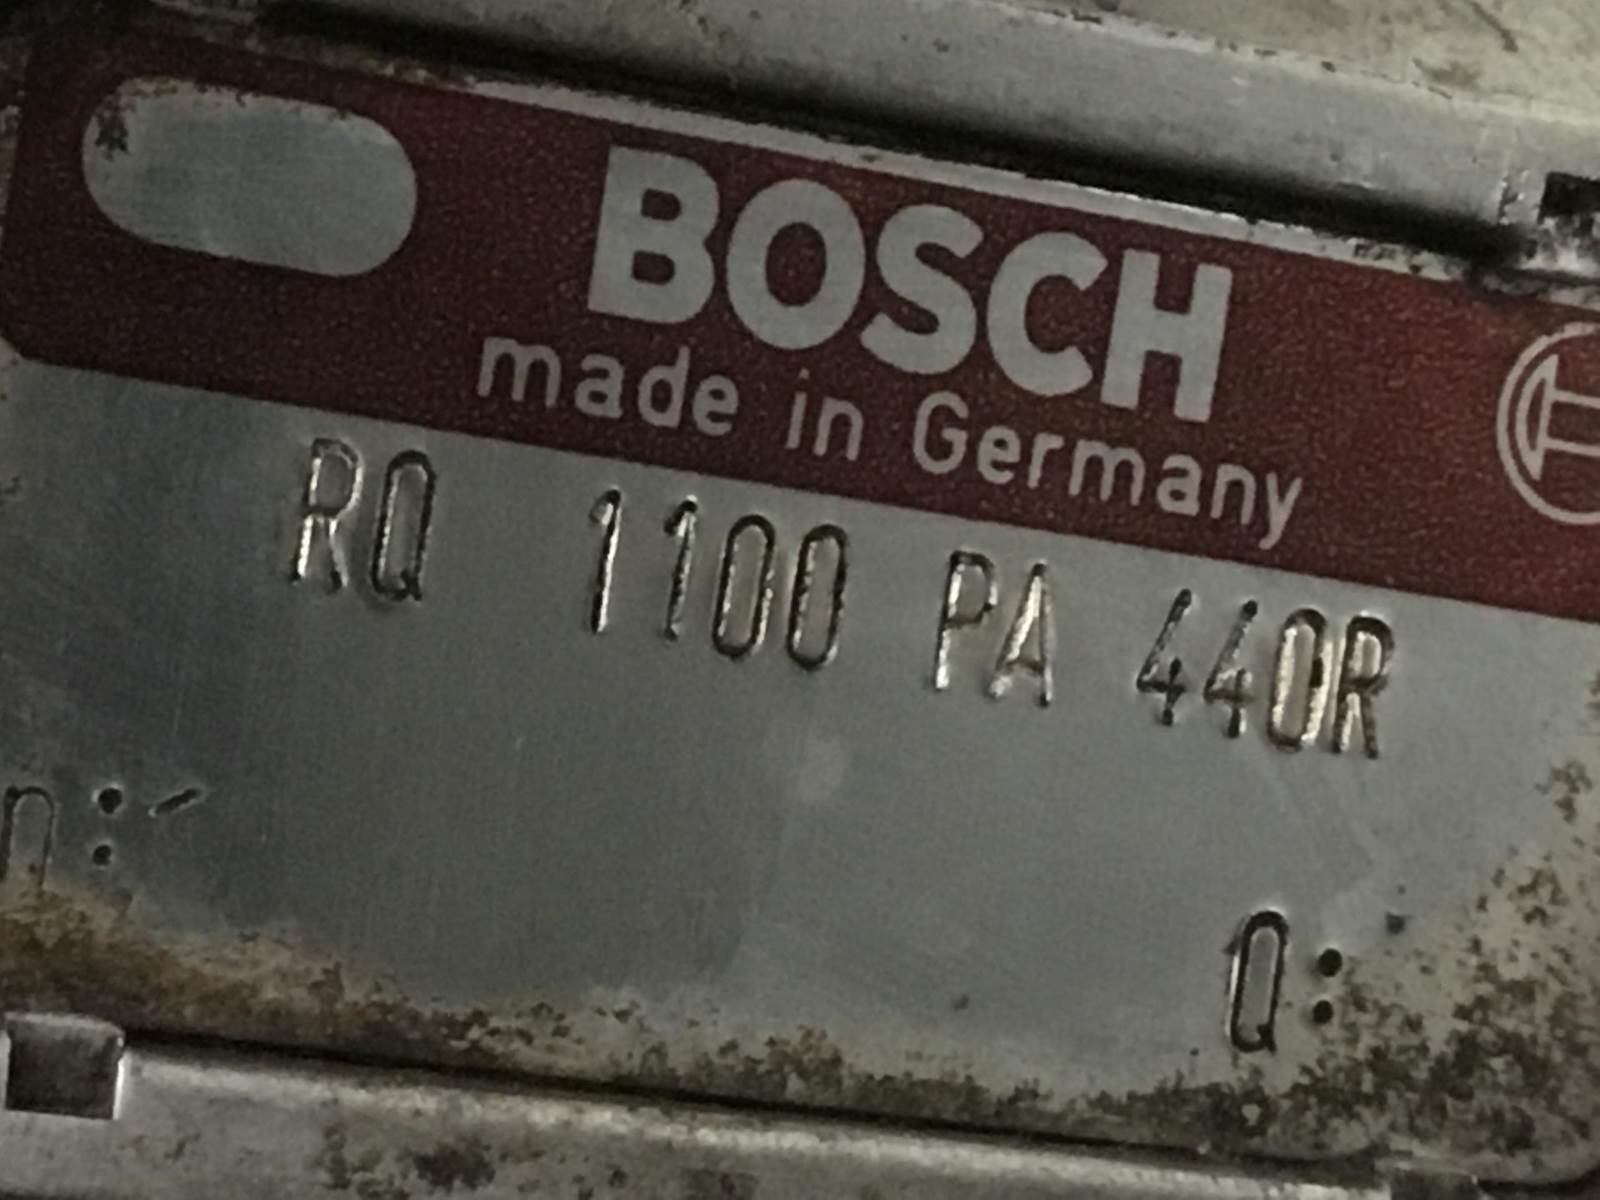 BOSCH
made in Germany
RQ 1100 PA 440R
n:-
Q: